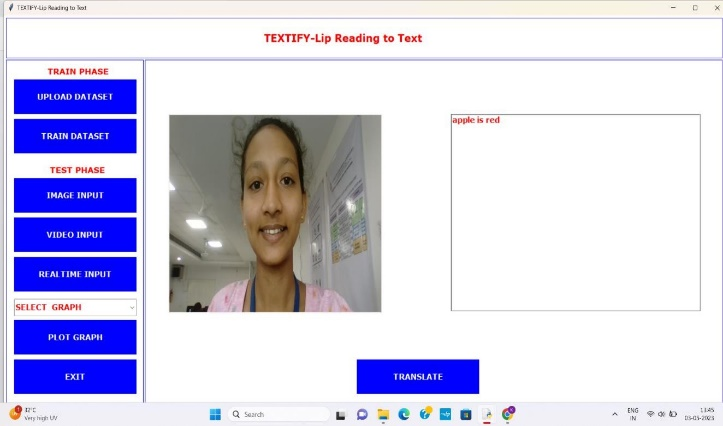 TEXTIFY-Lip Reading to Text
TEXTIFY-Lip Reading to Text
TRAIN PHASE
UPLOAD DATASET
TRAIN DATASET
TEST PHASE
IMAGE INPUT
VIDEO INPUT
REALTIME INPUT
SELECT GRAPH
PLOT GRAPH
EXIT
apple is red
TRANSLATE
32°C
Very high UV
Search
ENG
IN
13:45
03-05-2023